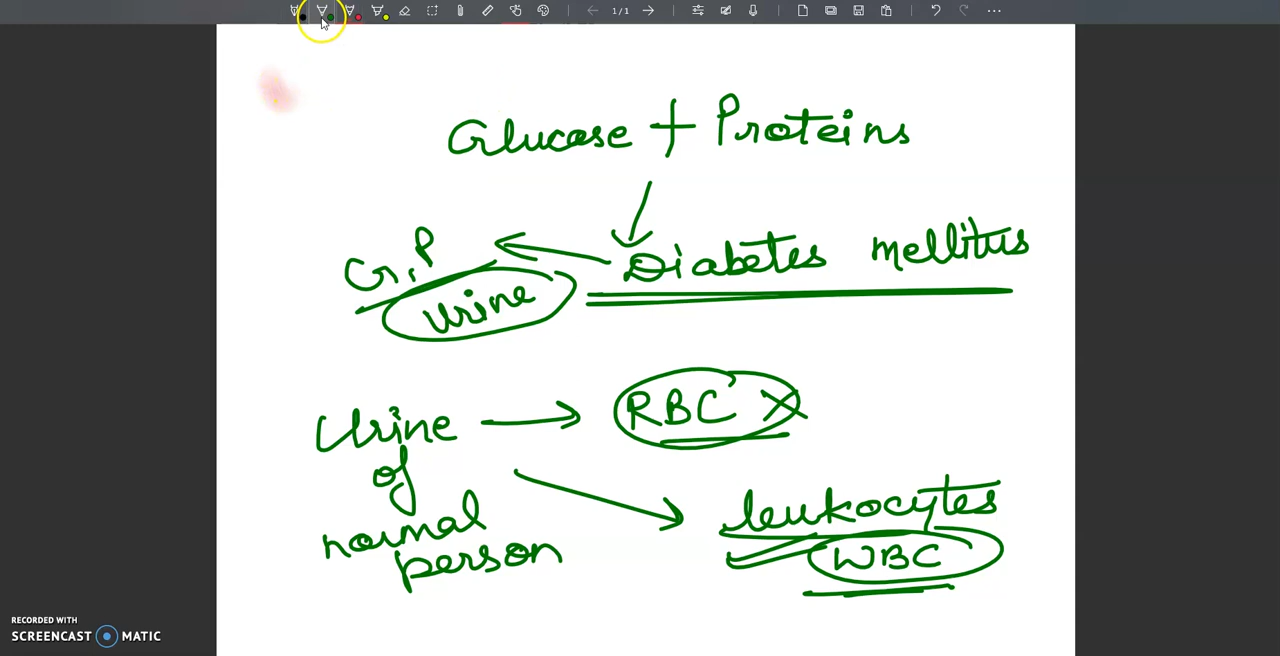 1/1
Glucose + Proteins
G, P
Diabetes mellitus
Urine
Urine
of
normal
person
RBC X
leukocytes
WBC
RECORDED WITH
SCREENCAST MATIC